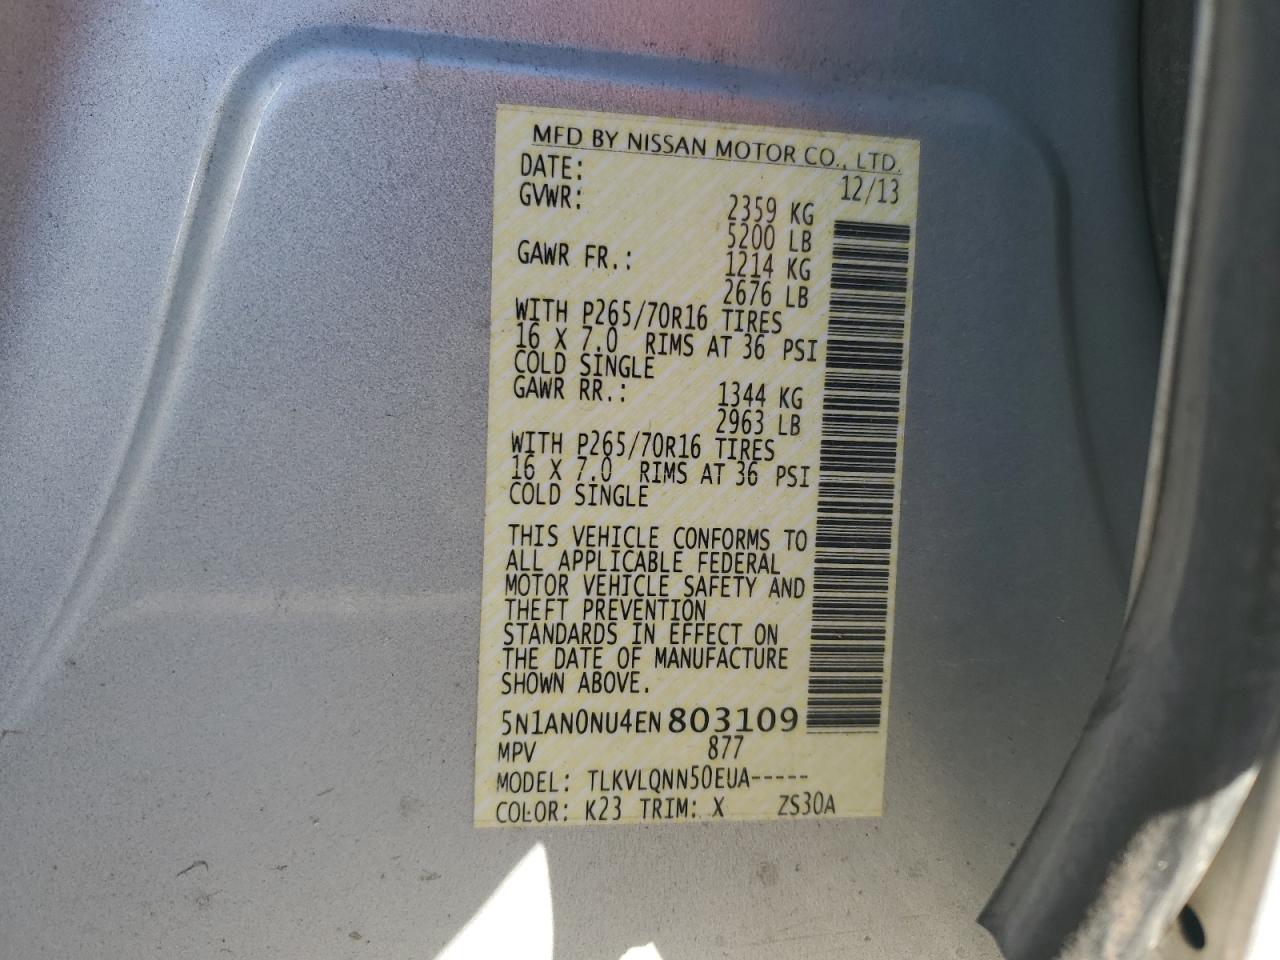 MFD BY NISSAN MOTOR CO., LTD.
DATE: 12/13
GVWR: 2359 KG
5200 LB
GAWR FR.: 1214 KG
2676 LB
WITH P265/70R16 TIRES
16 X 7.0 RIMS AT 36 PSI
COLD SINGLE
GAWR RR.: 1344 KG
2963 LB
WITH P265/70R16 TIRES
16 X 7.0 RIMS AT 36 PSI
COLD SINGLE
THIS VEHICLE CONFORMS TO
ALL APPLICABLE FEDERAL
MOTOR VEHICLE SAFETY AND
THEFT PREVENTION
STANDARDS IN EFFECT ON
THE DATE OF MANUFACTURE
SHOWN ABOVE.
5N1AN0NU4EN803109
MPV 877
MODEL: TLKVLQNN50EUA-----
COLOR: K23 TRIM: X ZS30A